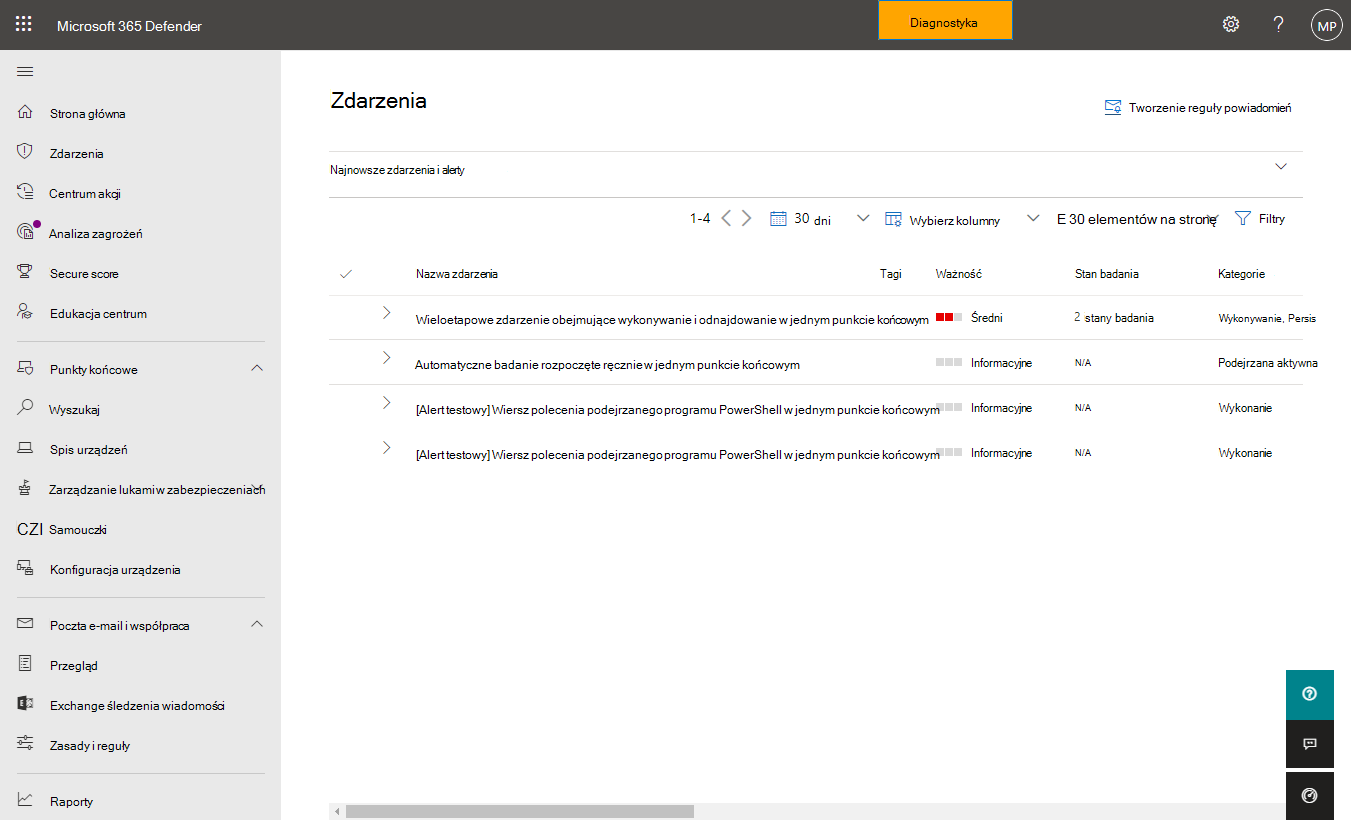 Microsoft 365 Defender
Diagnostyka
?
MP
Strona główna
Zdarzenia
Centrum akcji
Analiza zagrożeń
Secure score
Edukacja centrum
Punkty końcowe
Wyszukaj
Spis urządzeń
Zarządzanie lukami w zabezpieczeniach
CZI Samouczki
Konfiguracja urządzenia
Poczta e-mail i współpraca
Przegląd
Exchange śledzenia wiadomości
Zasady i reguły
Raporty
Zdarzenia
Tworzenie reguły powiadomień
Najnowsze zdarzenia i alerty
1-4 30 dni Wybierz kolumny E 30 elementów na stronę Filtry
Nazwa zdarzenia Tagi Ważność Stan badania Kategorie
Wieloetapowe zdarzenie obejmujące wykonywanie i odnajdowanie w jednym punkcie końcowym Średni 2 stany badania Wykonywanie, Persis
Automatyczne badanie rozpoczęte ręcznie w jednym punkcie końcowym Informacyjne N/A Podejrzana aktywna
[Alert testowy] Wiersz polecenia podejrzanego programu PowerShell w jednym punkcie końcowym Informacyjne N/A Wykonanie
[Alert testowy] Wiersz polecenia podejrzanego programu PowerShell w jednym punkcie końcowym Informacyjne N/A Wykonanie